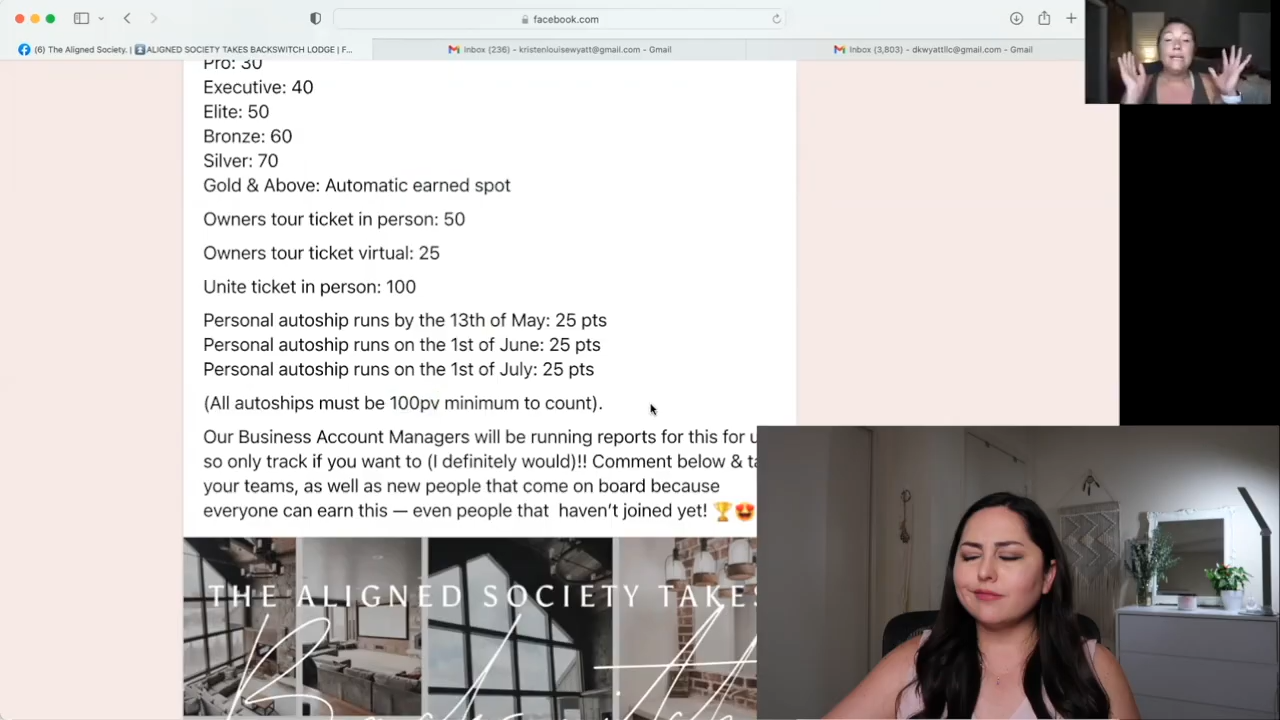 facebook.com
(6) The Aligned Society. | ⬇️ALIGNED SOCIETY TAKES BACKSWITCH LODGE | F...
Inbox (236) - kristenlouisewyatt@gmail.com - Gmail
Inbox (3,803) - dkwyattllc@gmail.com - Gmail
Pro: 30
Executive: 40
Elite: 50
Bronze: 60
Silver: 70
Gold & Above: Automatic earned spot
Owners tour ticket in person: 50
Owners tour ticket virtual: 25
Unite ticket in person: 100
Personal autoship runs by the 13th of May: 25 pts
Personal autoship runs on the 1st of June: 25 pts
Personal autoship runs on the 1st of July: 25 pts
(All autoships must be 100pv minimum to count).
Our Business Account Managers will be running reports for this for u
so only track if you want to (I definitely would)!! Comment below & ta
your teams, as well as new people that come on board because
everyone can earn this — even people that haven't joined yet! 🏆😍
THE ALIGNED SOCIETY TAKES